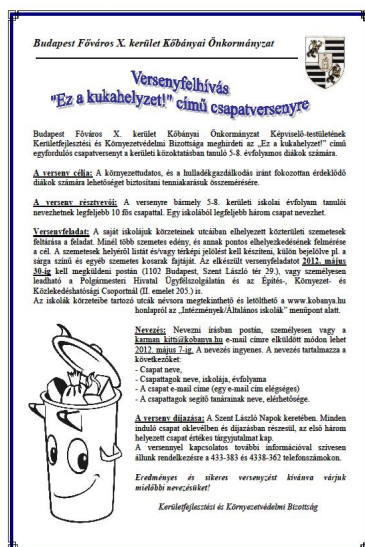 Budapest Főváros X. kerület Kőbányai Önkormányzat
Versenyfelhívás
"Ez a kukahelyzet!" című csapatversenyre
Budapest Főváros X. kerület Kőbányai Önkormányzat Képviselő-testületének
Kerületfejlesztési és Környezetvédelmi Bizottsága meghirdeti az „Ez a kukahelyzet!” című
egyfordulós csapatversenyt a kerületi közoktatásban tanuló 5-8. évfolyamos diákok számára.
A verseny célja: A környezettudatos, és a hulladékgazdálkodás iránt fokozottan érdeklődő
diákok számára lehetőséget biztosítani tenniakarásuk összemérésére.
A verseny résztvevői: A versenyre bármely 5-8. kerületi iskolai évfolyam tanulói
nevezhetnek legfeljebb 10 fős csapattal. Egy iskolából legfeljebb három csapat nevezhet.
Versenyfeladat: A saját iskolájuk körzeteinek utcáiban elhelyezett köztterületi szemetesek
feltárása a feladat. Minél több szemetes edény, és annak pontos elhelyezkedésének felmérése
a cél. A szemetesek helyéről listát és/vagy térképi jelölést kell készíteni, külön bejelölve pl. a
sárga színű és egyéb szemetes kosarak fajtáját. Az elkészült versenyfeladatot 2012. május
30-ig kell megküldeni postán (1102 Budapest, Szent László tér 29.), vagy személyesen
leadható a Polgármesteri Hivatal Ügyfélszolgálatán és az Építés-, Környezet- és
Közlekedéshatósági Csoportnál (II. emelet 205.) is.
Az iskolák körzeteibe tartozó utcák névsora megtekinthető és letölthető a www.kobanya.hu
honlapról az „Intézmények/Általános iskolák” menüpont alatt.
Nevezés: Nevezni írásban postán, személyesen vagy a
karman_kitti@kobanya.hu e-mail címre elküldött módon lehet
2012. május 7-ig. A nevezés ingyenes. A nevezés tartalmazza a
következőket:
- Csapat neve,
- Csapattagok neve, iskolája, évfolyama
- A csapat e-mail címe (egy e-mail cím elégséges)
- A csapattagok segítő tanárainak neve, elérhetősége.
A verseny díjazása: A Szent László Napok keretében. Minden
induló csapat oklevélben és díjazásban részesül, az első három
helyezett csapat értékes tárgyjutalmat kap.
A versennyel kapcsolatos további információval szívesen
állunk rendelkezésre a 433-383 és 4338-362 telefonszámokon.
Eredményes és sikeres versenyzést kívánva várjuk
mielőbbi nevezésüket!
Kerületfejlesztési és Környezetvédelmi Bizottság